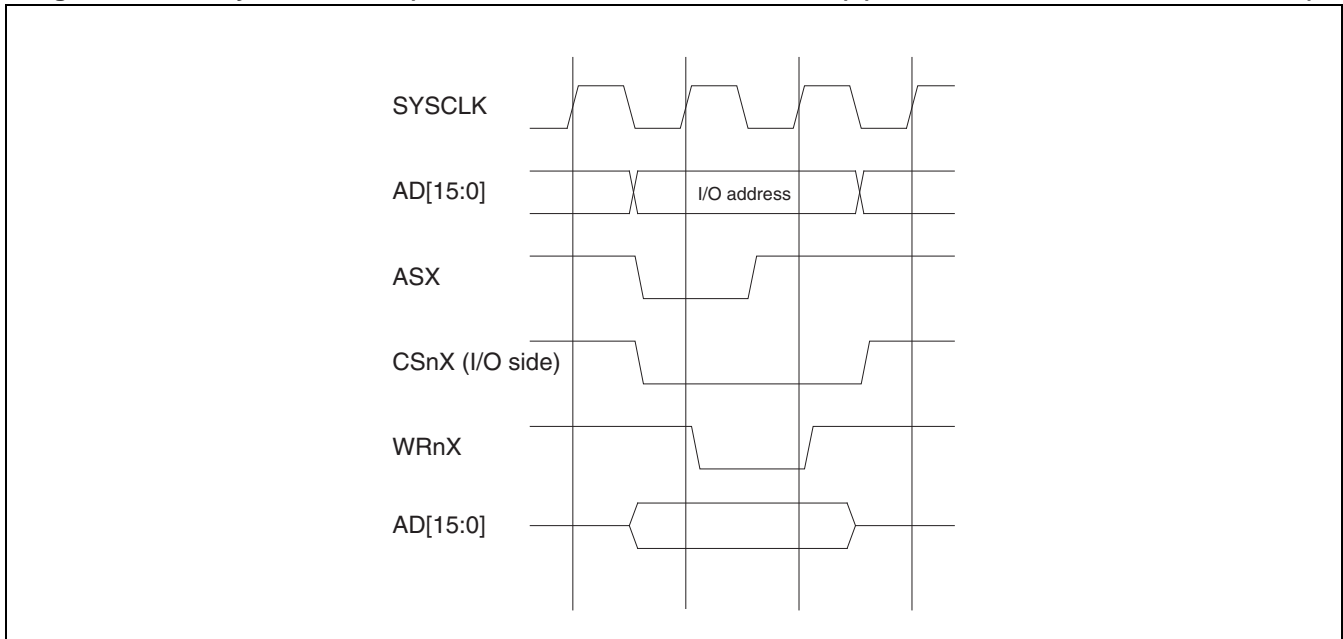 SYSCLK
AD[15:0]
I/O address
ASX
CSnX (I/O side)
WRnX
AD[15:0]